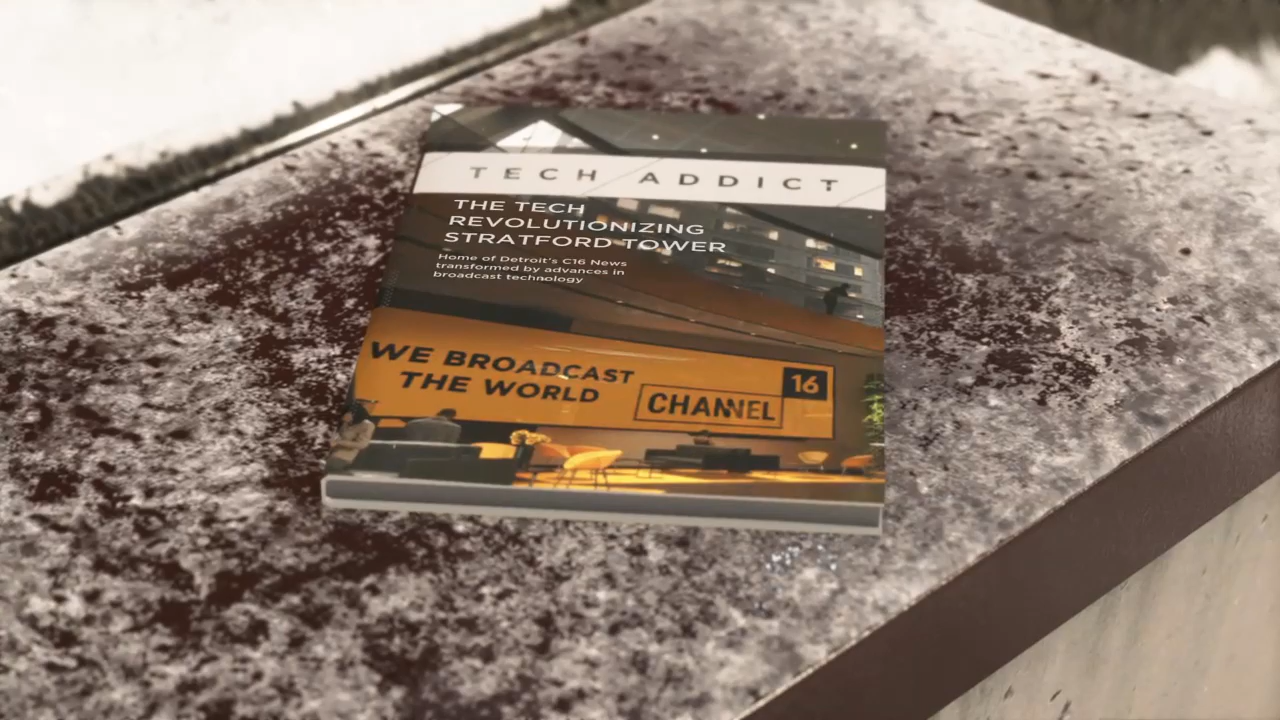 TECH ADDICT
THE TECH
REVOLUTIONIZING
STRATFORD TOWER
Home of Detroit's C16 News
transformed by advances in
broadcast technology
WE BROADCAST
THE WORLD
16
CHANNEL